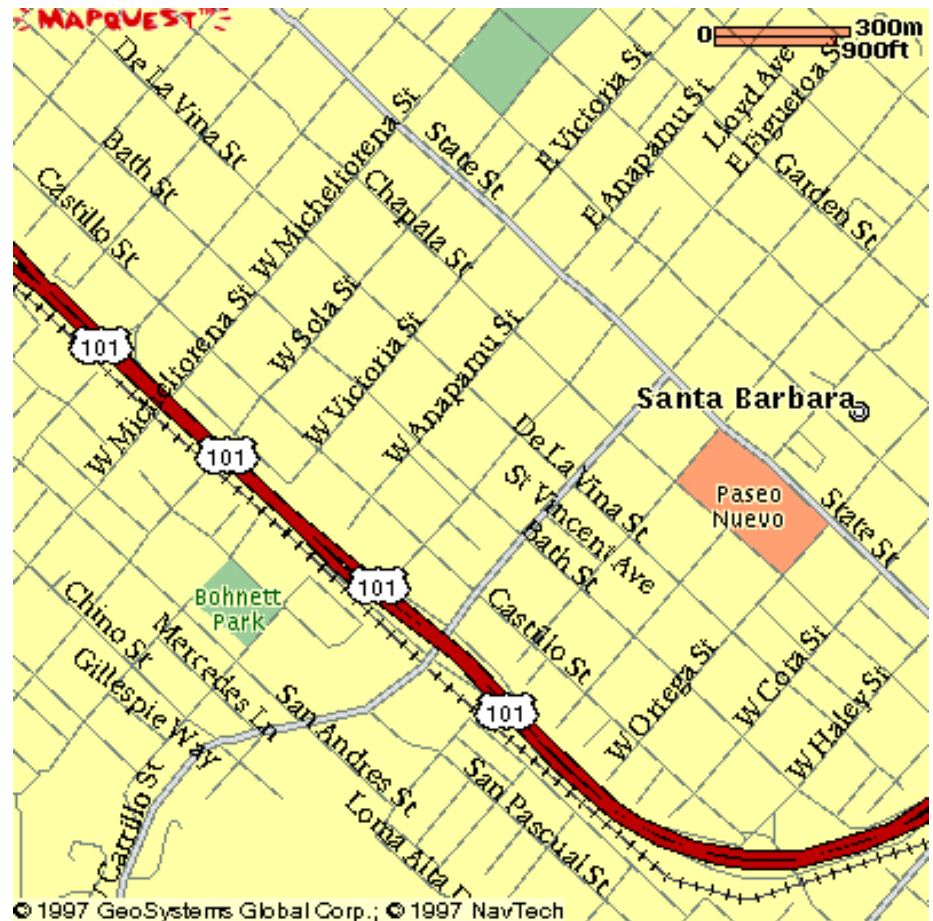 MAPQUEST™
0 300m
900ft
De La Vina St
Bath St
Castillo St
W Micheltorena St
State St
Chapala St
E Victoria St
E Anapamu St
Lloyd Ave
E Figueroa St
Garden St
W Micheltorena St
W Sola St
W Victoria St
W Anapamu St
101
101
101
101
Santa Barbara
De La Vina St
St Vincent Ave
Bath St
Castillo St
Paseo
Nuevo
State St
Bohnett
Park
Chino St
Gillespie Way
Mercedes Ln
San Andres St
Loma Alta
San Pascual St
W Ortega St
W Cota St
W Haley St
Carrillo St
© 1997 GeoSystems Global Corp.; © 1997 NavTech